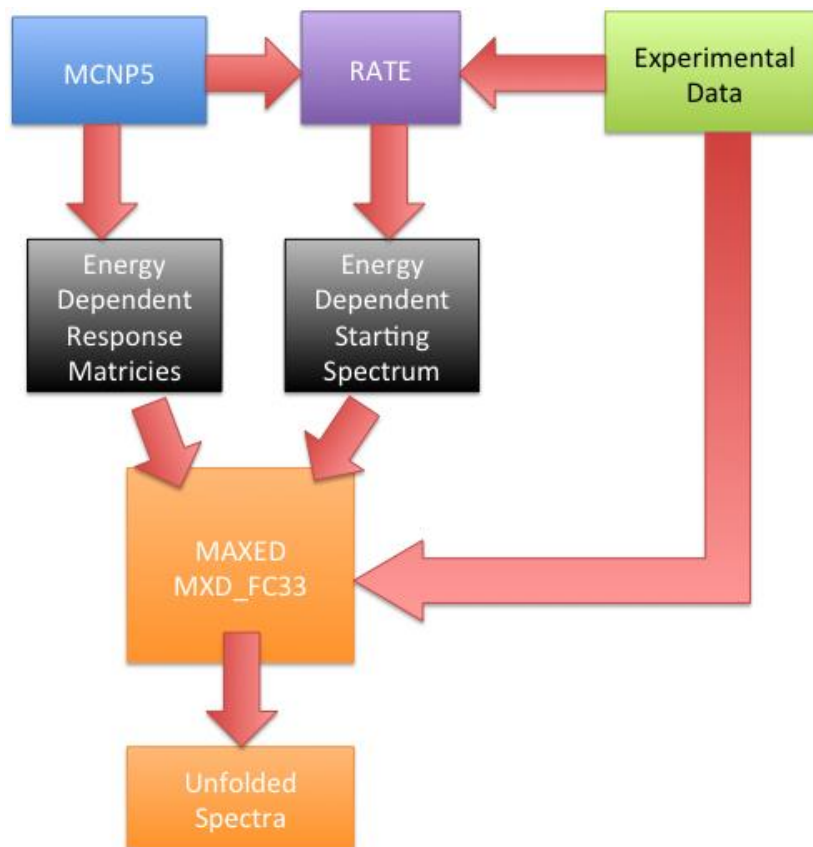 MCNP5
RATE
Experimental
Data
Energy
Dependent
Response
Matricies
Energy
Dependent
Starting
Spectrum
MAXED
MXD_FC33
Unfolded
Spectra